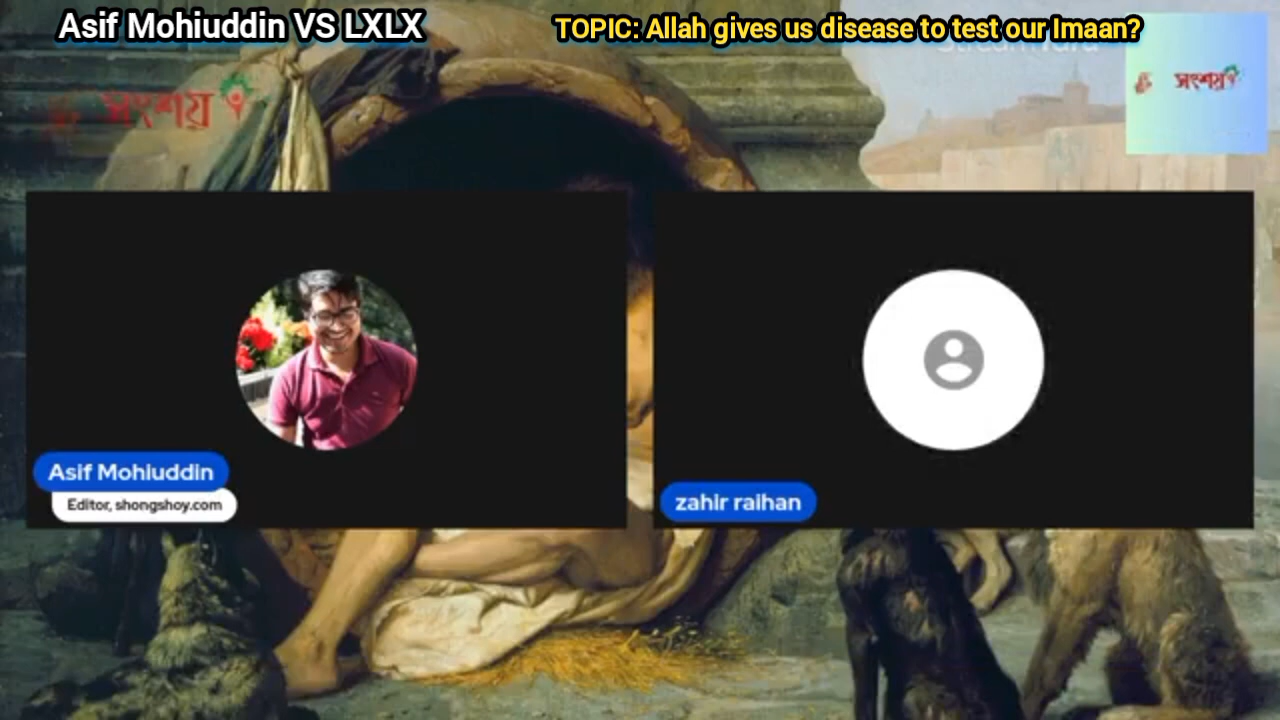 Asif Mohiuddin VS LXLX
TOPIC: Allah gives us disease to test our Imaan?
সংশয়
সংশয়
Asif Mohiuddin
Editor, shongshoy.com
zahir raihan